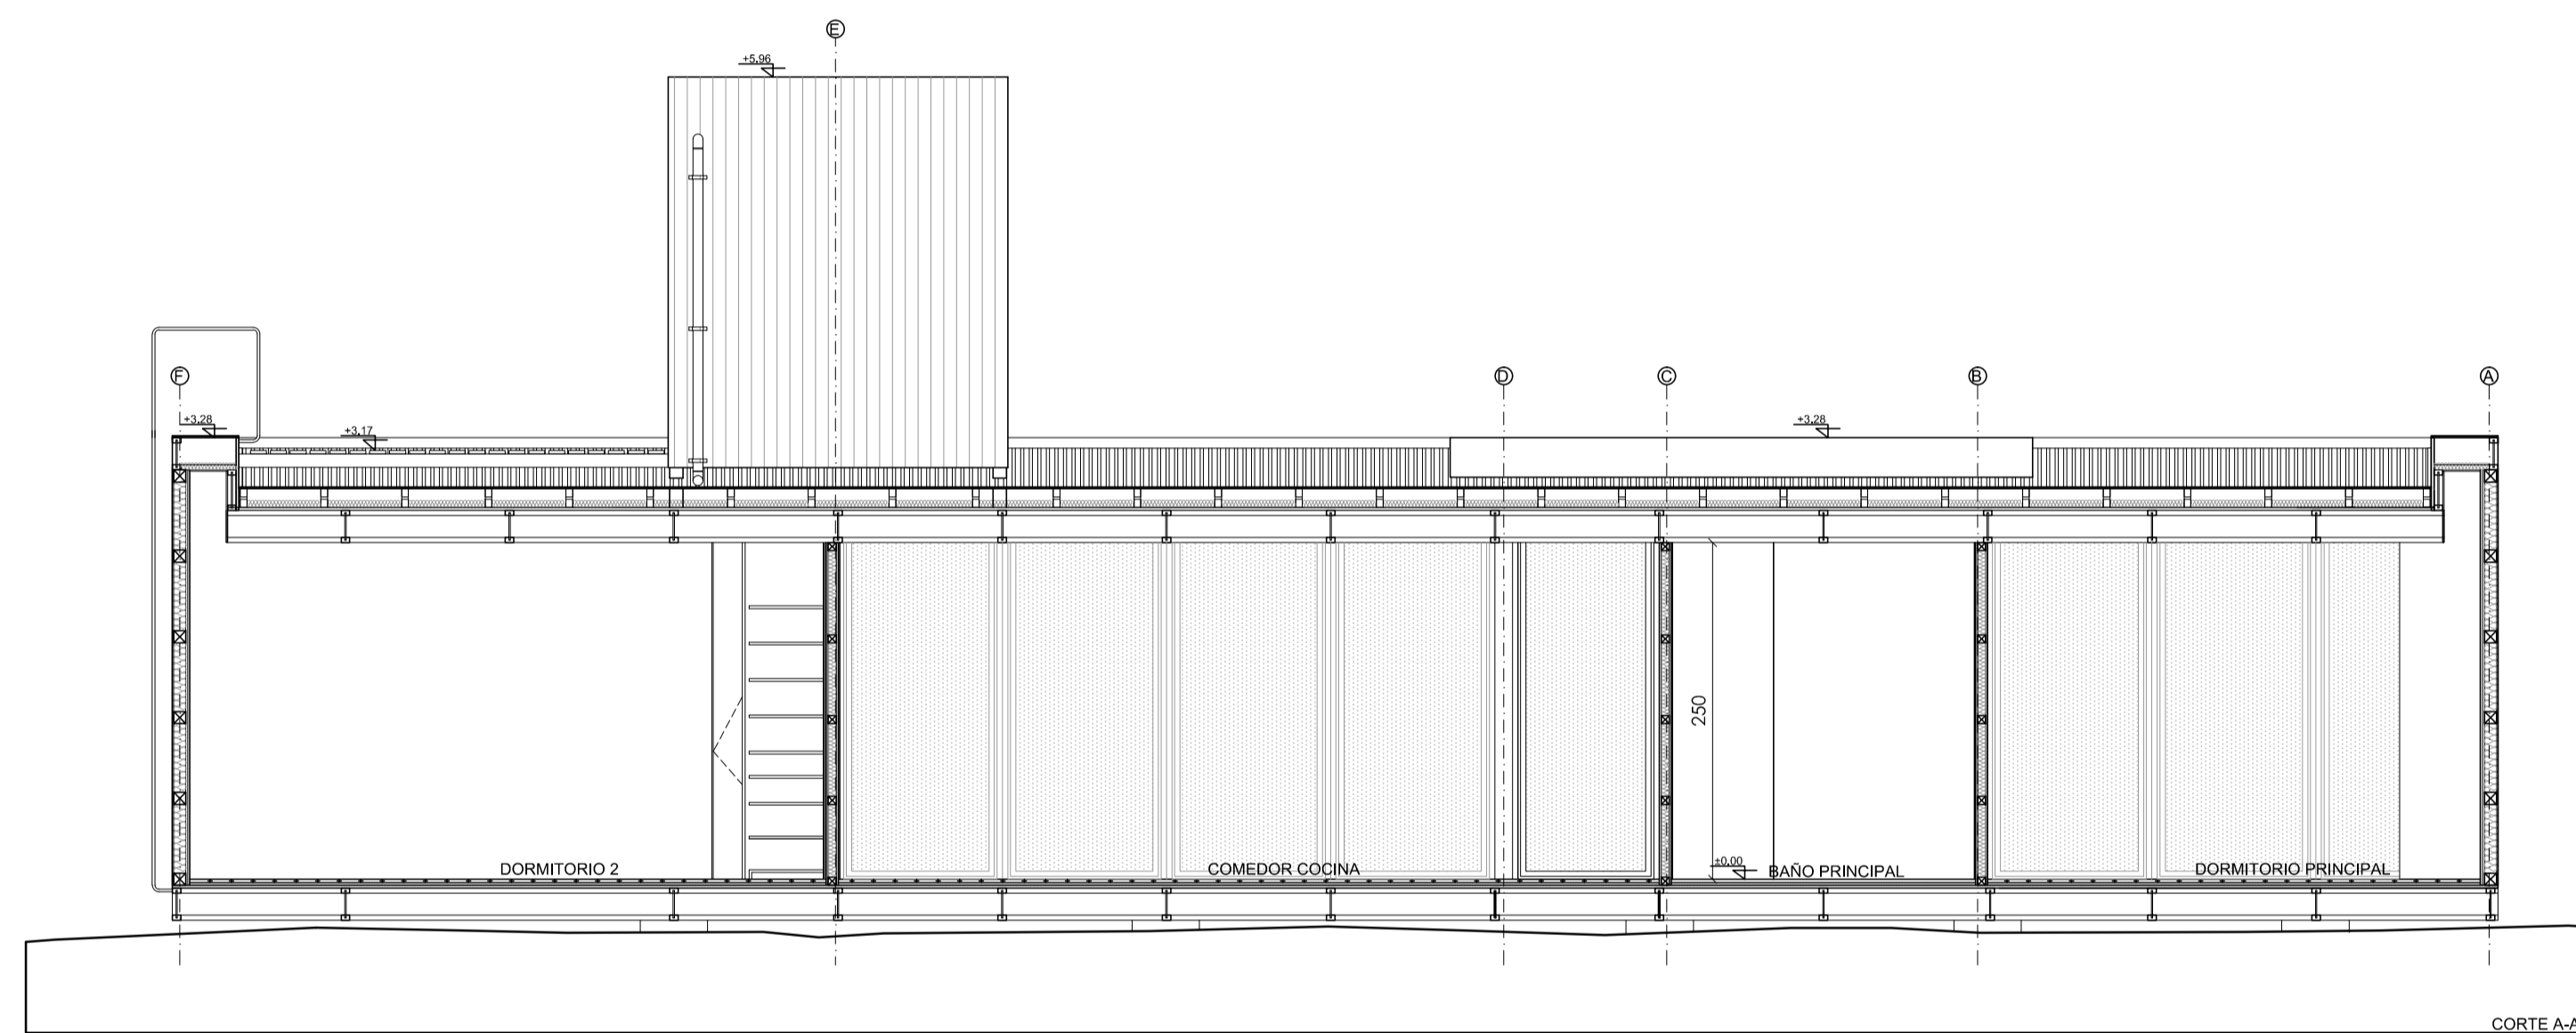 E
+5.96
F
D
C
B
A
+3.28
+3.17
+3.28
250
±0.00
DORMITORIO 2
COMEDOR COCINA
BAÑO PRINCIPAL
DORMITORIO PRINCIPAL
CORTE A-A